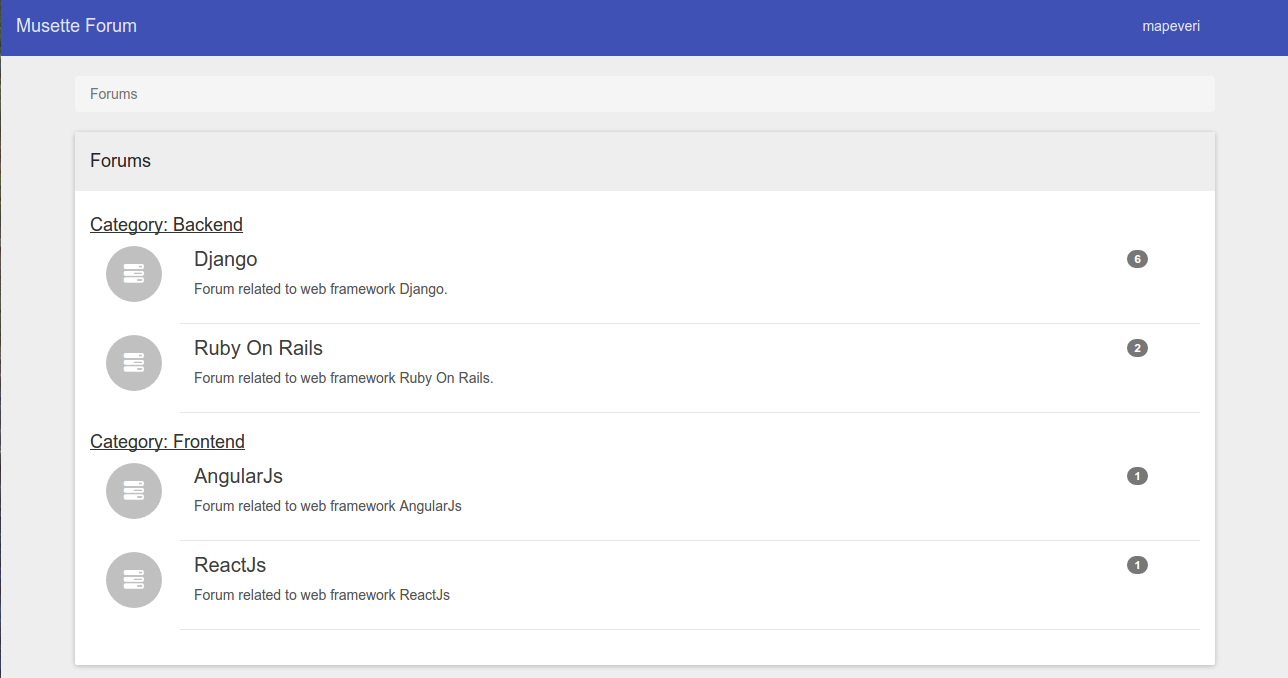 Musette Forum
mapeveri
Forums
Forums
Category: Backend
Django
6
Forum related to web framework Django.
Ruby On Rails
2
Forum related to web framework Ruby On Rails.
Category: Frontend
AngularJs
1
Forum related to web framework AngularJs
ReactJs
1
Forum related to web framework ReactJs